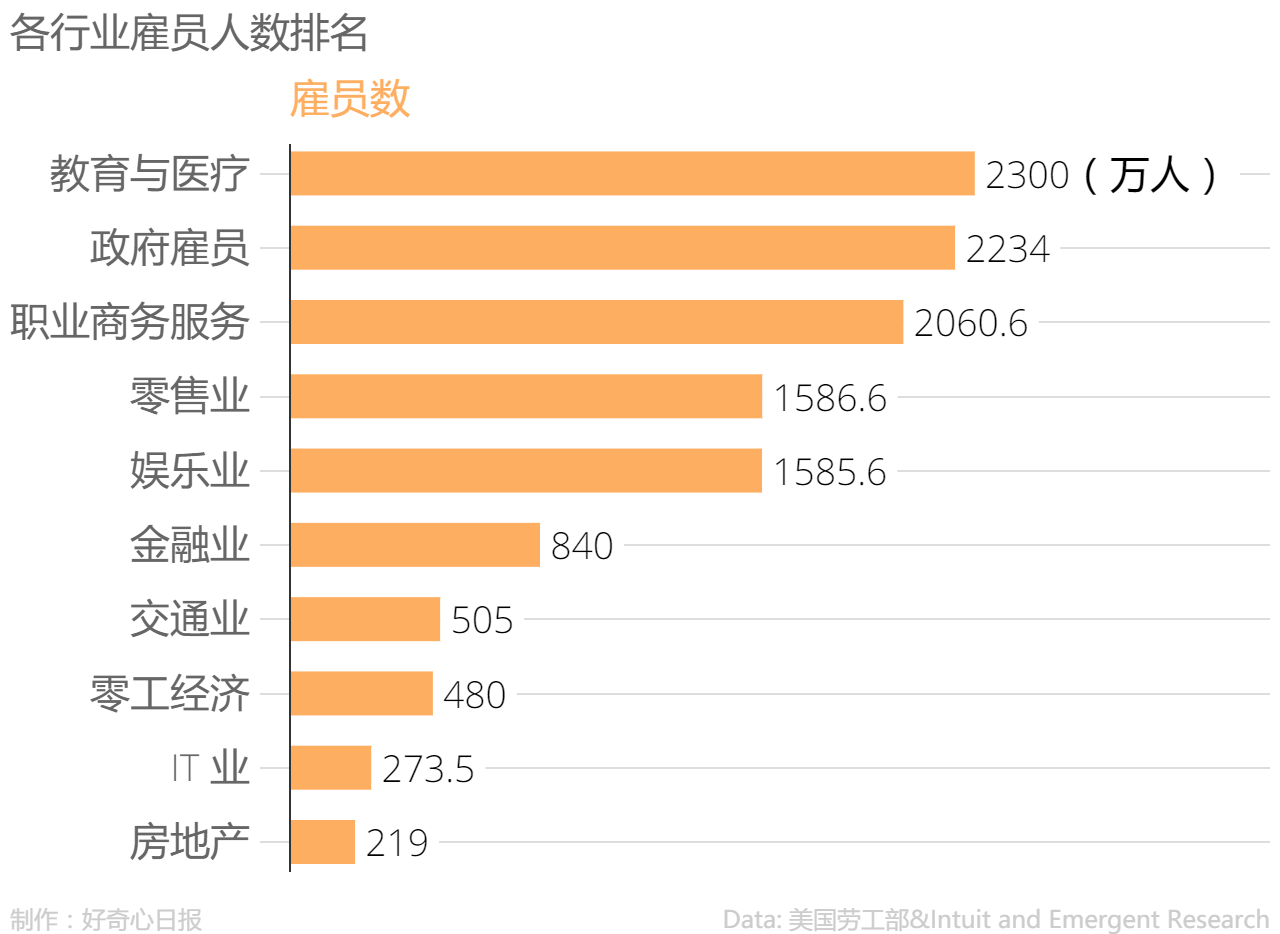 各行业雇员人数排名
雇员数
教育与医疗 2300（万人）
政府雇员 2234
职业商务服务 2060.6
零售业 1586.6
娱乐业 1585.6
金融业 840
交通业 505
零工经济 480
IT 业 273.5
房地产 219
制作：好奇心日报 Data: 美国劳工部&Intuit and Emergent Research